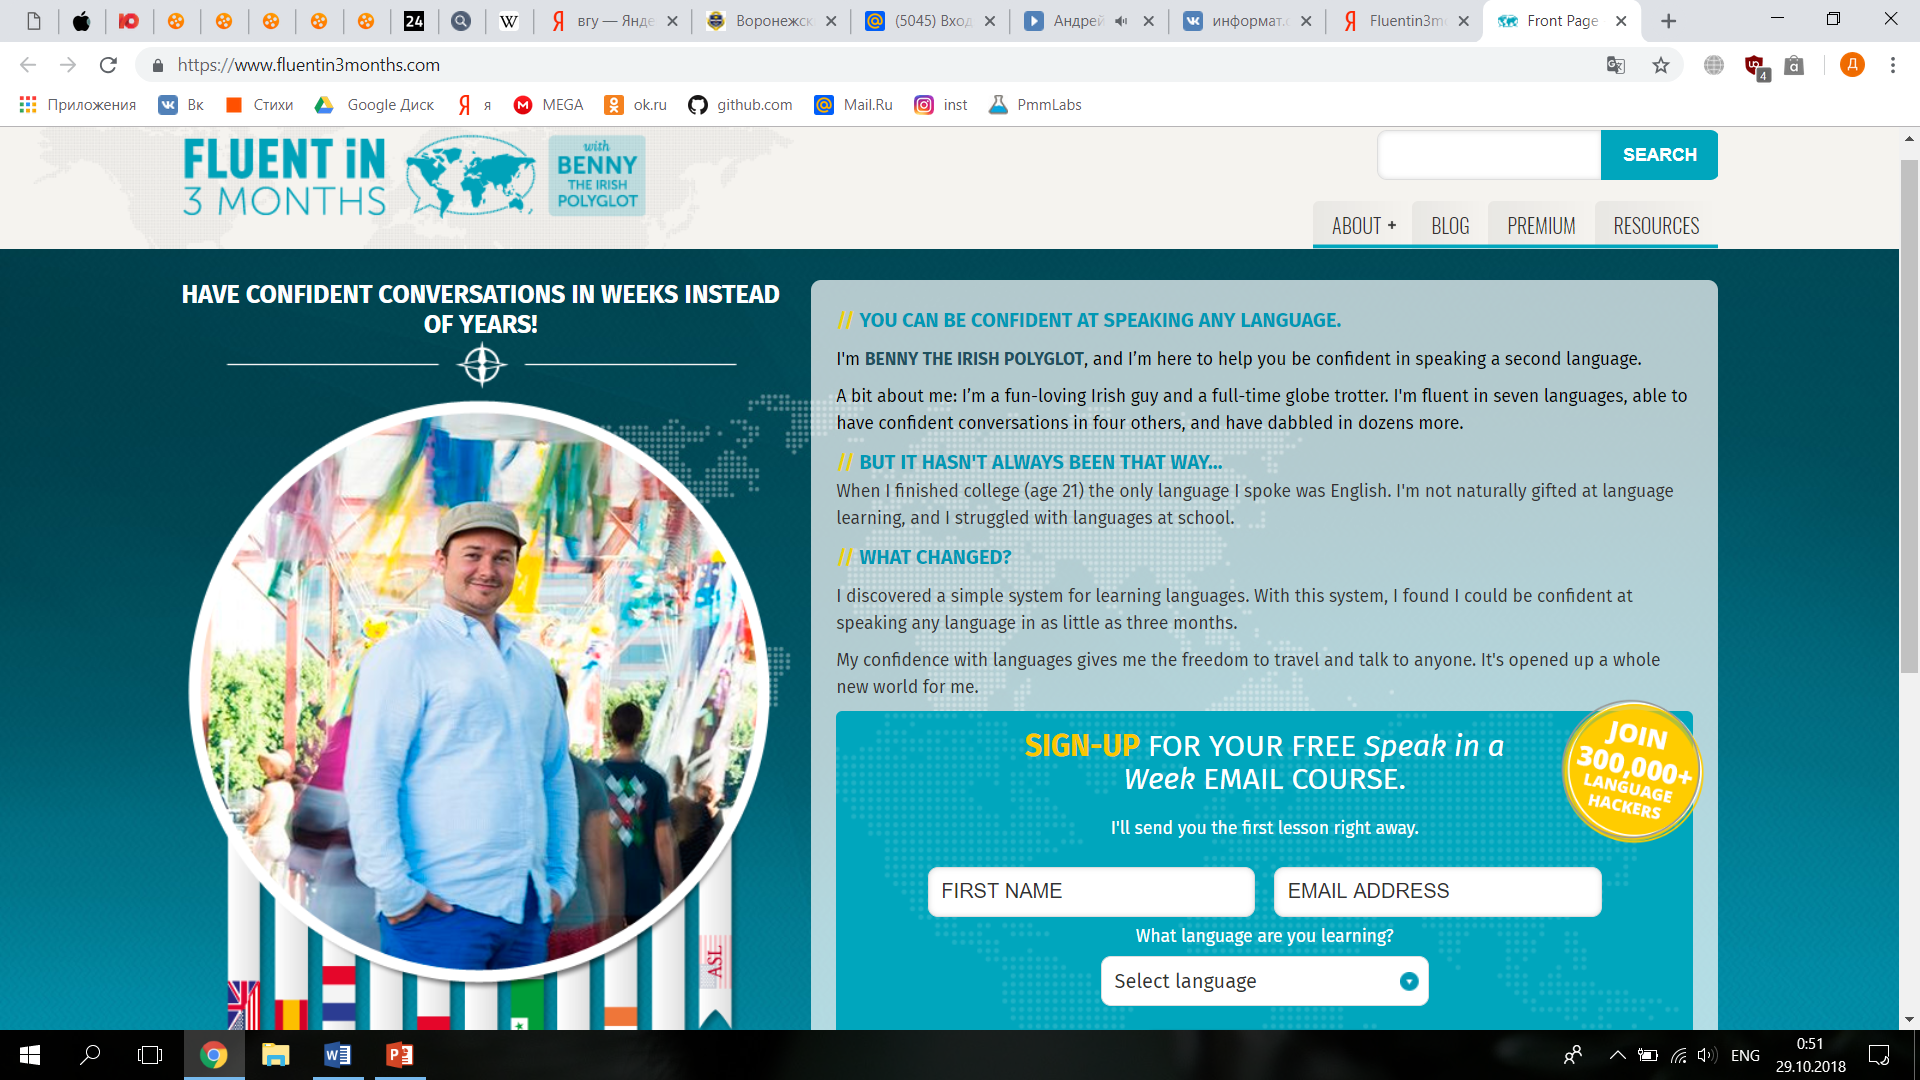 24
W
Я вгу — Янде
Воронежск
(5045) Вход
Андрей
информат.
Fluentin3m
Front Page
https://www.fluentin3months.com
4
Д
Приложения
Вк
Стихи
Google Диск
я
MEGA
ok.ru
github.com
Mail.Ru
inst
PmmLabs
FLUENT iN
3 MONTHS
with
BENNY
THE IRISH
POLYGLOT
SEARCH
ABOUT +
BLOG
PREMIUM
RESOURCES
HAVE CONFIDENT CONVERSATIONS IN WEEKS INSTEAD
OF YEARS!
ASL
// YOU CAN BE CONFIDENT AT SPEAKING ANY LANGUAGE.
I'm BENNY THE IRISH POLYGLOT, and I’m here to help you be confident in speaking a second language.
A bit about me: I’m a fun-loving Irish guy and a full-time globe trotter. I'm fluent in seven languages, able to
have confident conversations in four others, and have dabbled in dozens more.
// BUT IT HASN'T ALWAYS BEEN THAT WAY...
When I finished college (age 21) the only language I spoke was English. I'm not naturally gifted at language
learning, and I struggled with languages at school.
// WHAT CHANGED?
I discovered a simple system for learning languages. With this system, I found I could be confident at
speaking any language in as little as three months.
My confidence with languages gives me the freedom to travel and talk to anyone. It's opened up a whole
new world for me.
SIGN-UP FOR YOUR FREE Speak in a
Week EMAIL COURSE.
JOIN
300,000+
LANGUAGE
HACKERS
I'll send you the first lesson right away.
FIRST NAME
EMAIL ADDRESS
What language are you learning?
Select language
ENG
0:51
29.10.2018